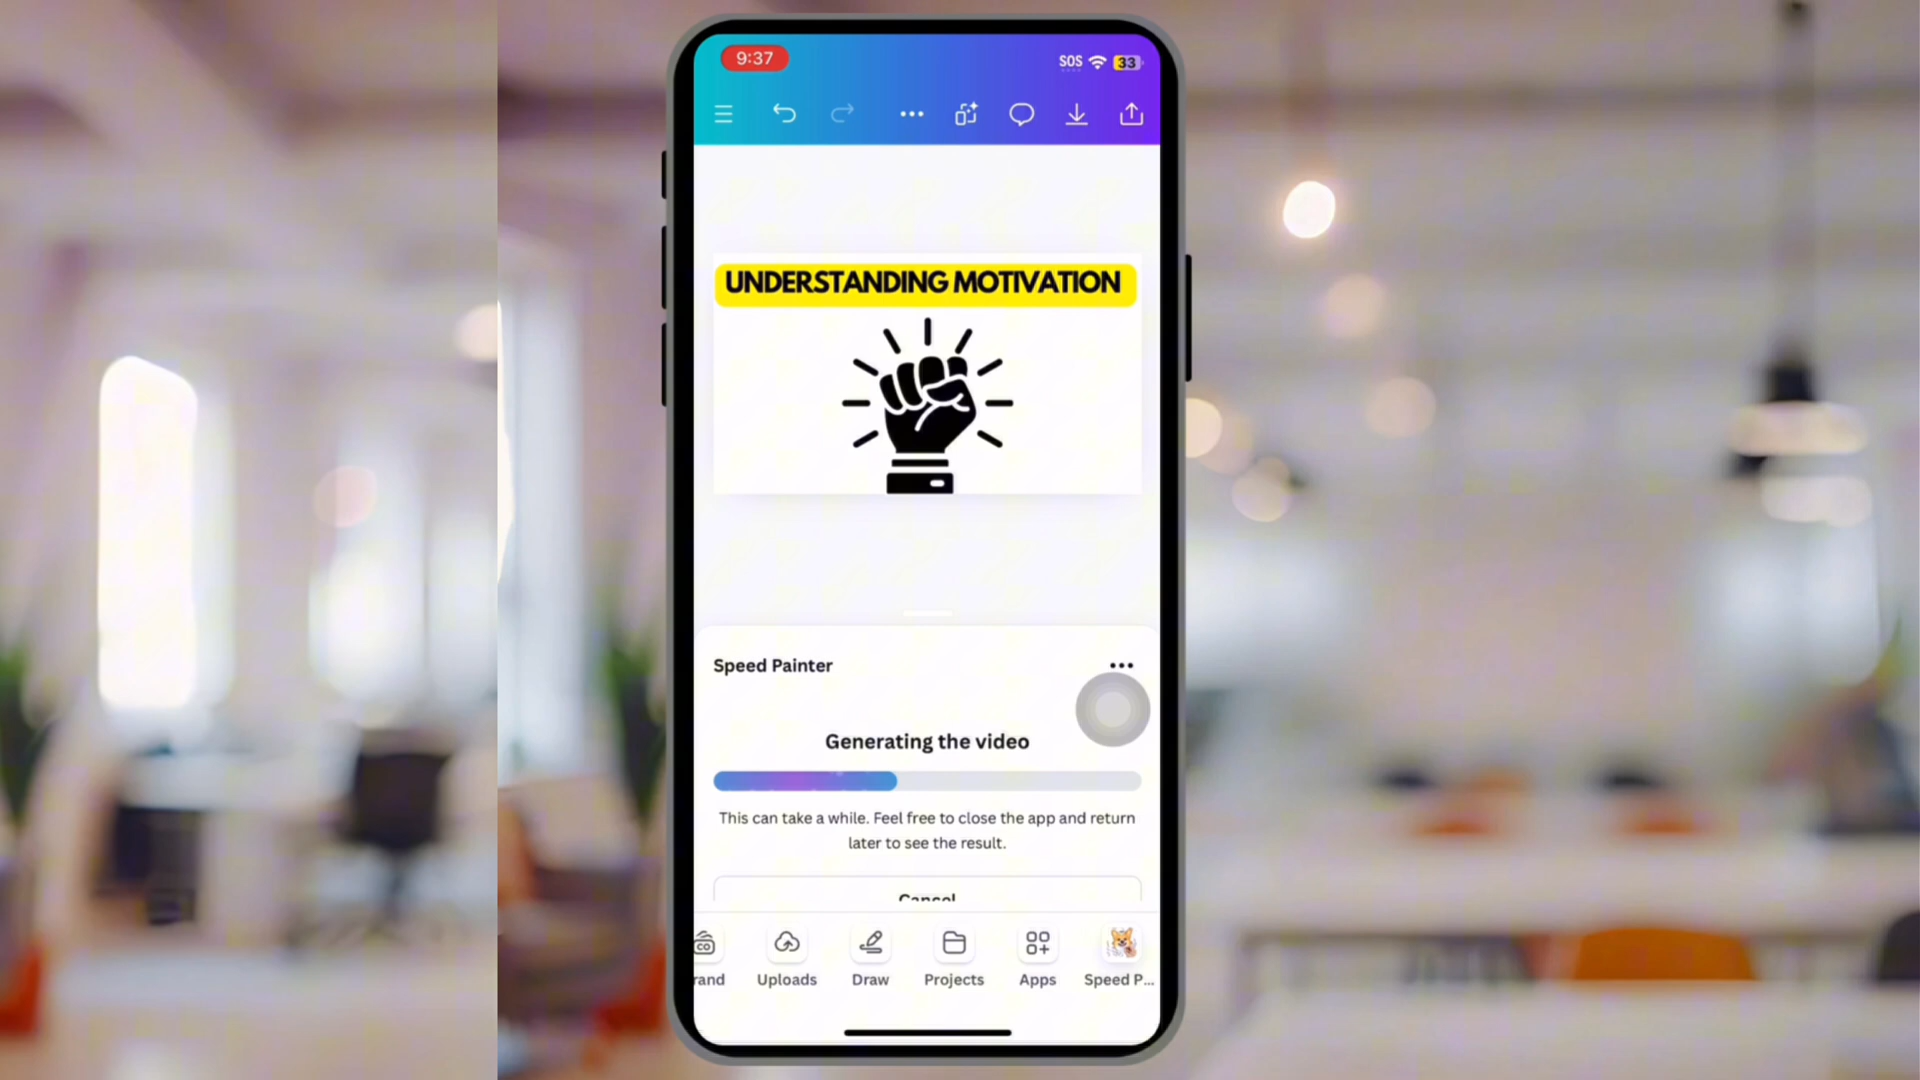 9:37
SOS
33
UNDERSTANDING MOTIVATION
Speed Painter
Generating the video
This can take a while. Feel free to close the app and return
later to see the result.
Cancel
rand
Uploads
Draw
Projects
Apps
Speed P...